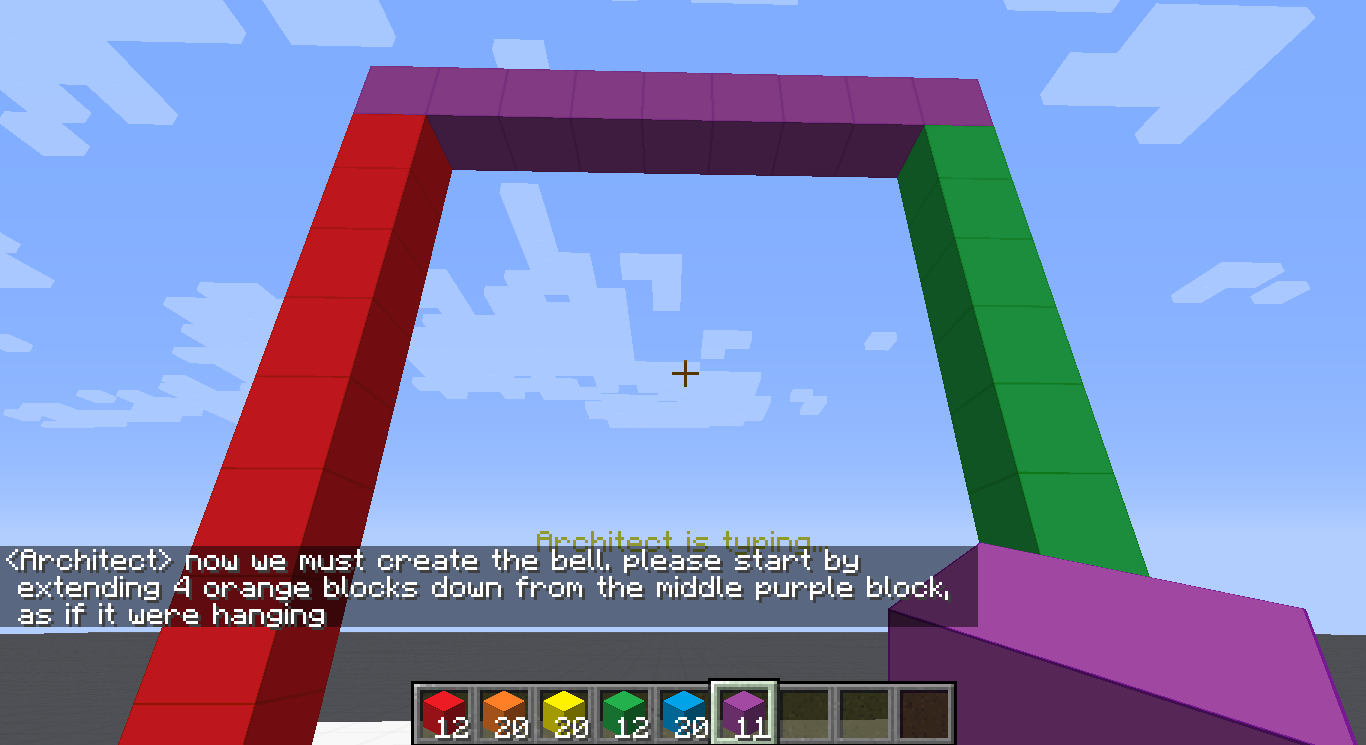 Architect is typing...
<Architect> now we must create the bell. please start by
extending 4 orange blocks down from the middle purple block,
as if it were hanging
12 20 20 12 20 11